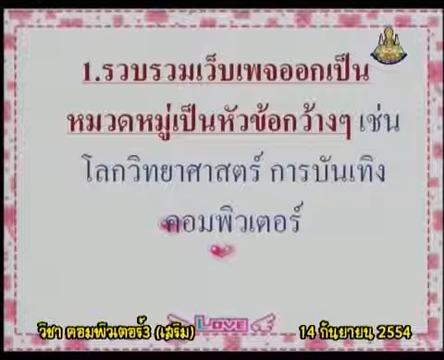 1.รวบรวมเว็บเพจออกเป็น
หมวดหมู่เป็นหัวข้อกว้างๆ เช่น
โลกวิทยาศาสตร์ การบันเทิง
คอมพิวเตอร์
LOVE
วิชา คอมพิวเตอร์3 (เสริม)
14 กันยายน 2554